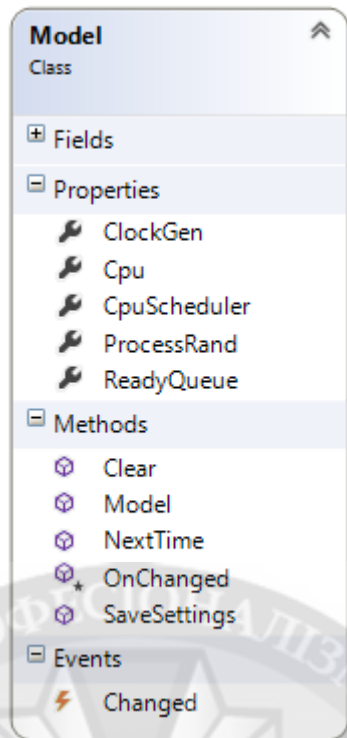 Model
Class
Fields
Properties
ClockGen
Cpu
CpuScheduler
ProcessRand
ReadyQueue
Methods
Clear
Model
NextTime
OnChanged
SaveSettings
Events
Changed